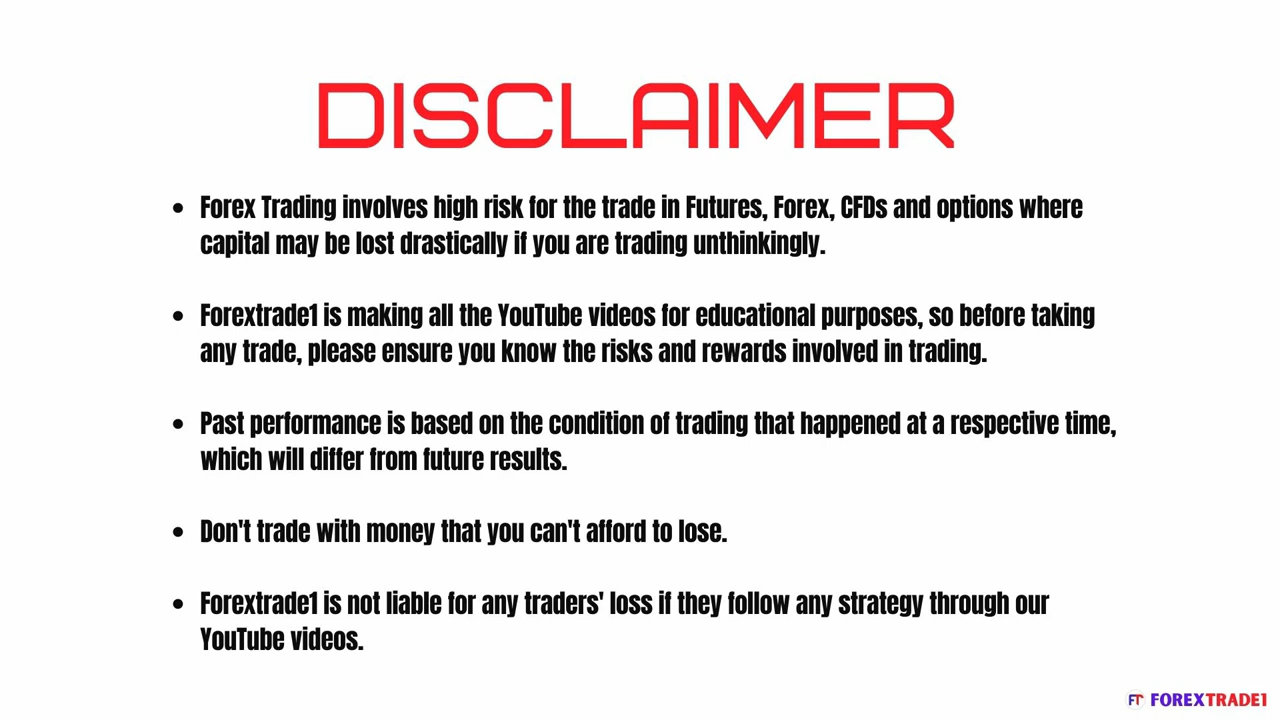 DISCLAIMER
• Forex Trading involves high risk for the trade in Futures, Forex, CFDs and options where
capital may be lost drastically if you are trading unthinkingly.
• Forextrade1 is making all the YouTube videos for educational purposes, so before taking
any trade, please ensure you know the risks and rewards involved in trading.
• Past performance is based on the condition of trading that happened at a respective time,
which will differ from future results.
• Don't trade with money that you can't afford to lose.
• Forextrade1 is not liable for any traders' loss if they follow any strategy through our
YouTube videos.
FT FOREXTRADE1